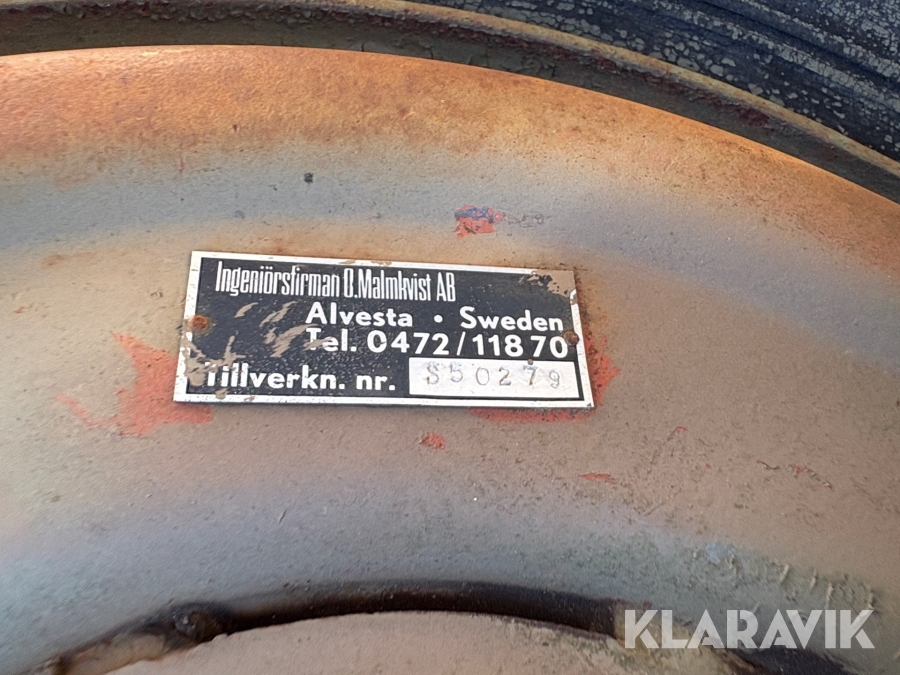 Ingeniörsfirman O.Malmkvist AB
Alvesta • Sweden
Tel. 0472/118 70
Tillverkn. nr. S50279
KLARAVIK